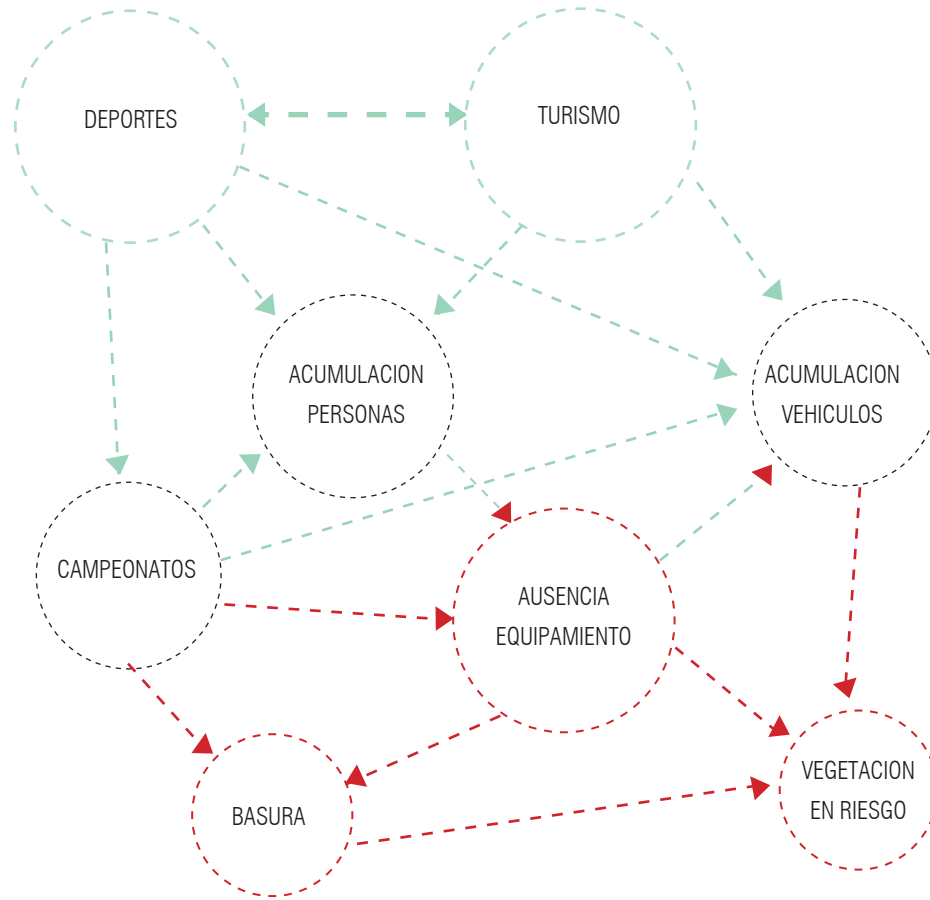 DEPORTES
TURISMO
ACUMULACION
PERSONAS
ACUMULACION
VEHICULOS
CAMPEONATOS
AUSENCIA
EQUIPAMIENTO
BASURA
VEGETACION
EN RIESGO